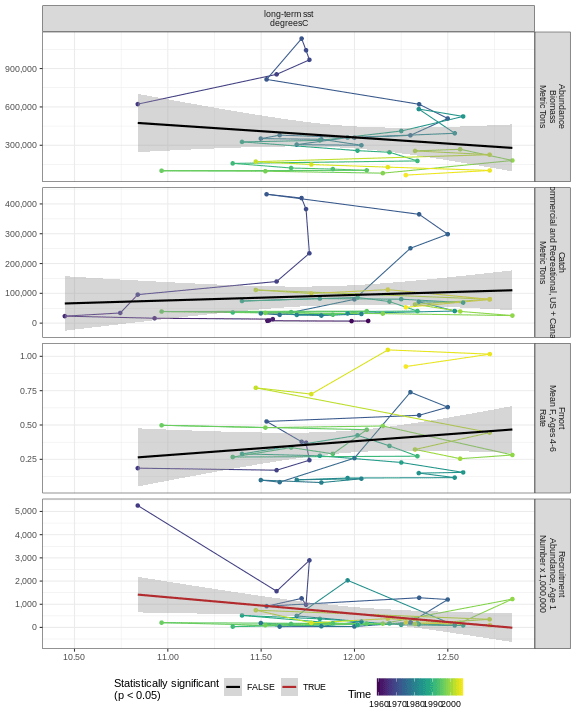 long-term sst
degreesC
900,000
600,000
300,000
Abundance
Biomass
Metric Tons
400,000
300,000
200,000
100,000
0
Catch
ommercial and Recreational, US + Cana
Metric Tons
1.00
0.75
0.50
0.25
Fmort
Mean F, Ages 4-6
Rate
5,000
4,000
3,000
2,000
1,000
0
Recruitment
Abundance, Age 1
Number x 1,000,000
10.50 11.00 11.50 12.00 12.50
Statistically significant
(p < 0.05)
FALSE TRUE
Time
1960 1970 1980 1990 2000